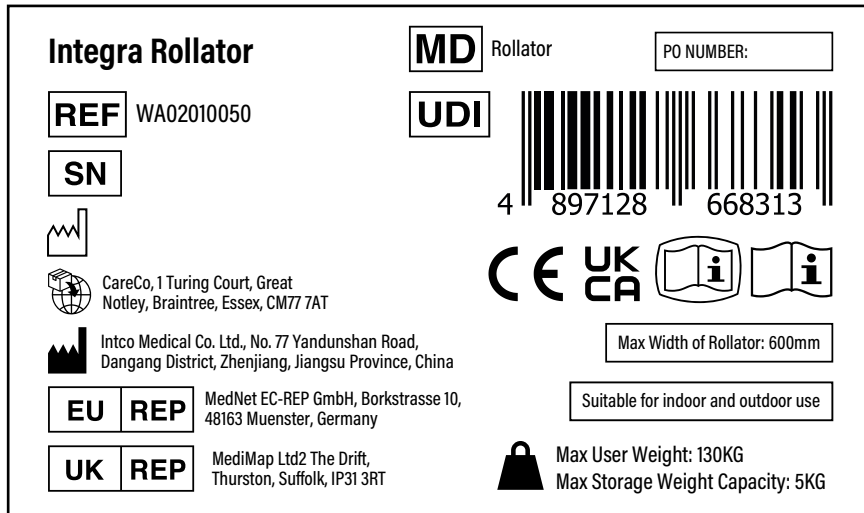 Integra Rollator
MD Rollator
PO NUMBER:
REF WA02010050
UDI
4 897128 668313
SN
CE UKCA
CareCo, 1 Turing Court, Great
Notley, Braintree, Essex, CM77 7AT
Intco Medical Co. Ltd., No. 77 Yandunshan Road,
Dangang District, Zhenjiang, Jiangsu Province, China
EU REP
MedNet EC-REP GmbH, Borkstrasse 10,
48163 Muenster, Germany
UK REP
MediMap Ltd2 The Drift,
Thurston, Suffolk, IP31 3RT
Max Width of Rollator: 600mm
Suitable for indoor and outdoor use
Max User Weight: 130KG
Max Storage Weight Capacity: 5KG